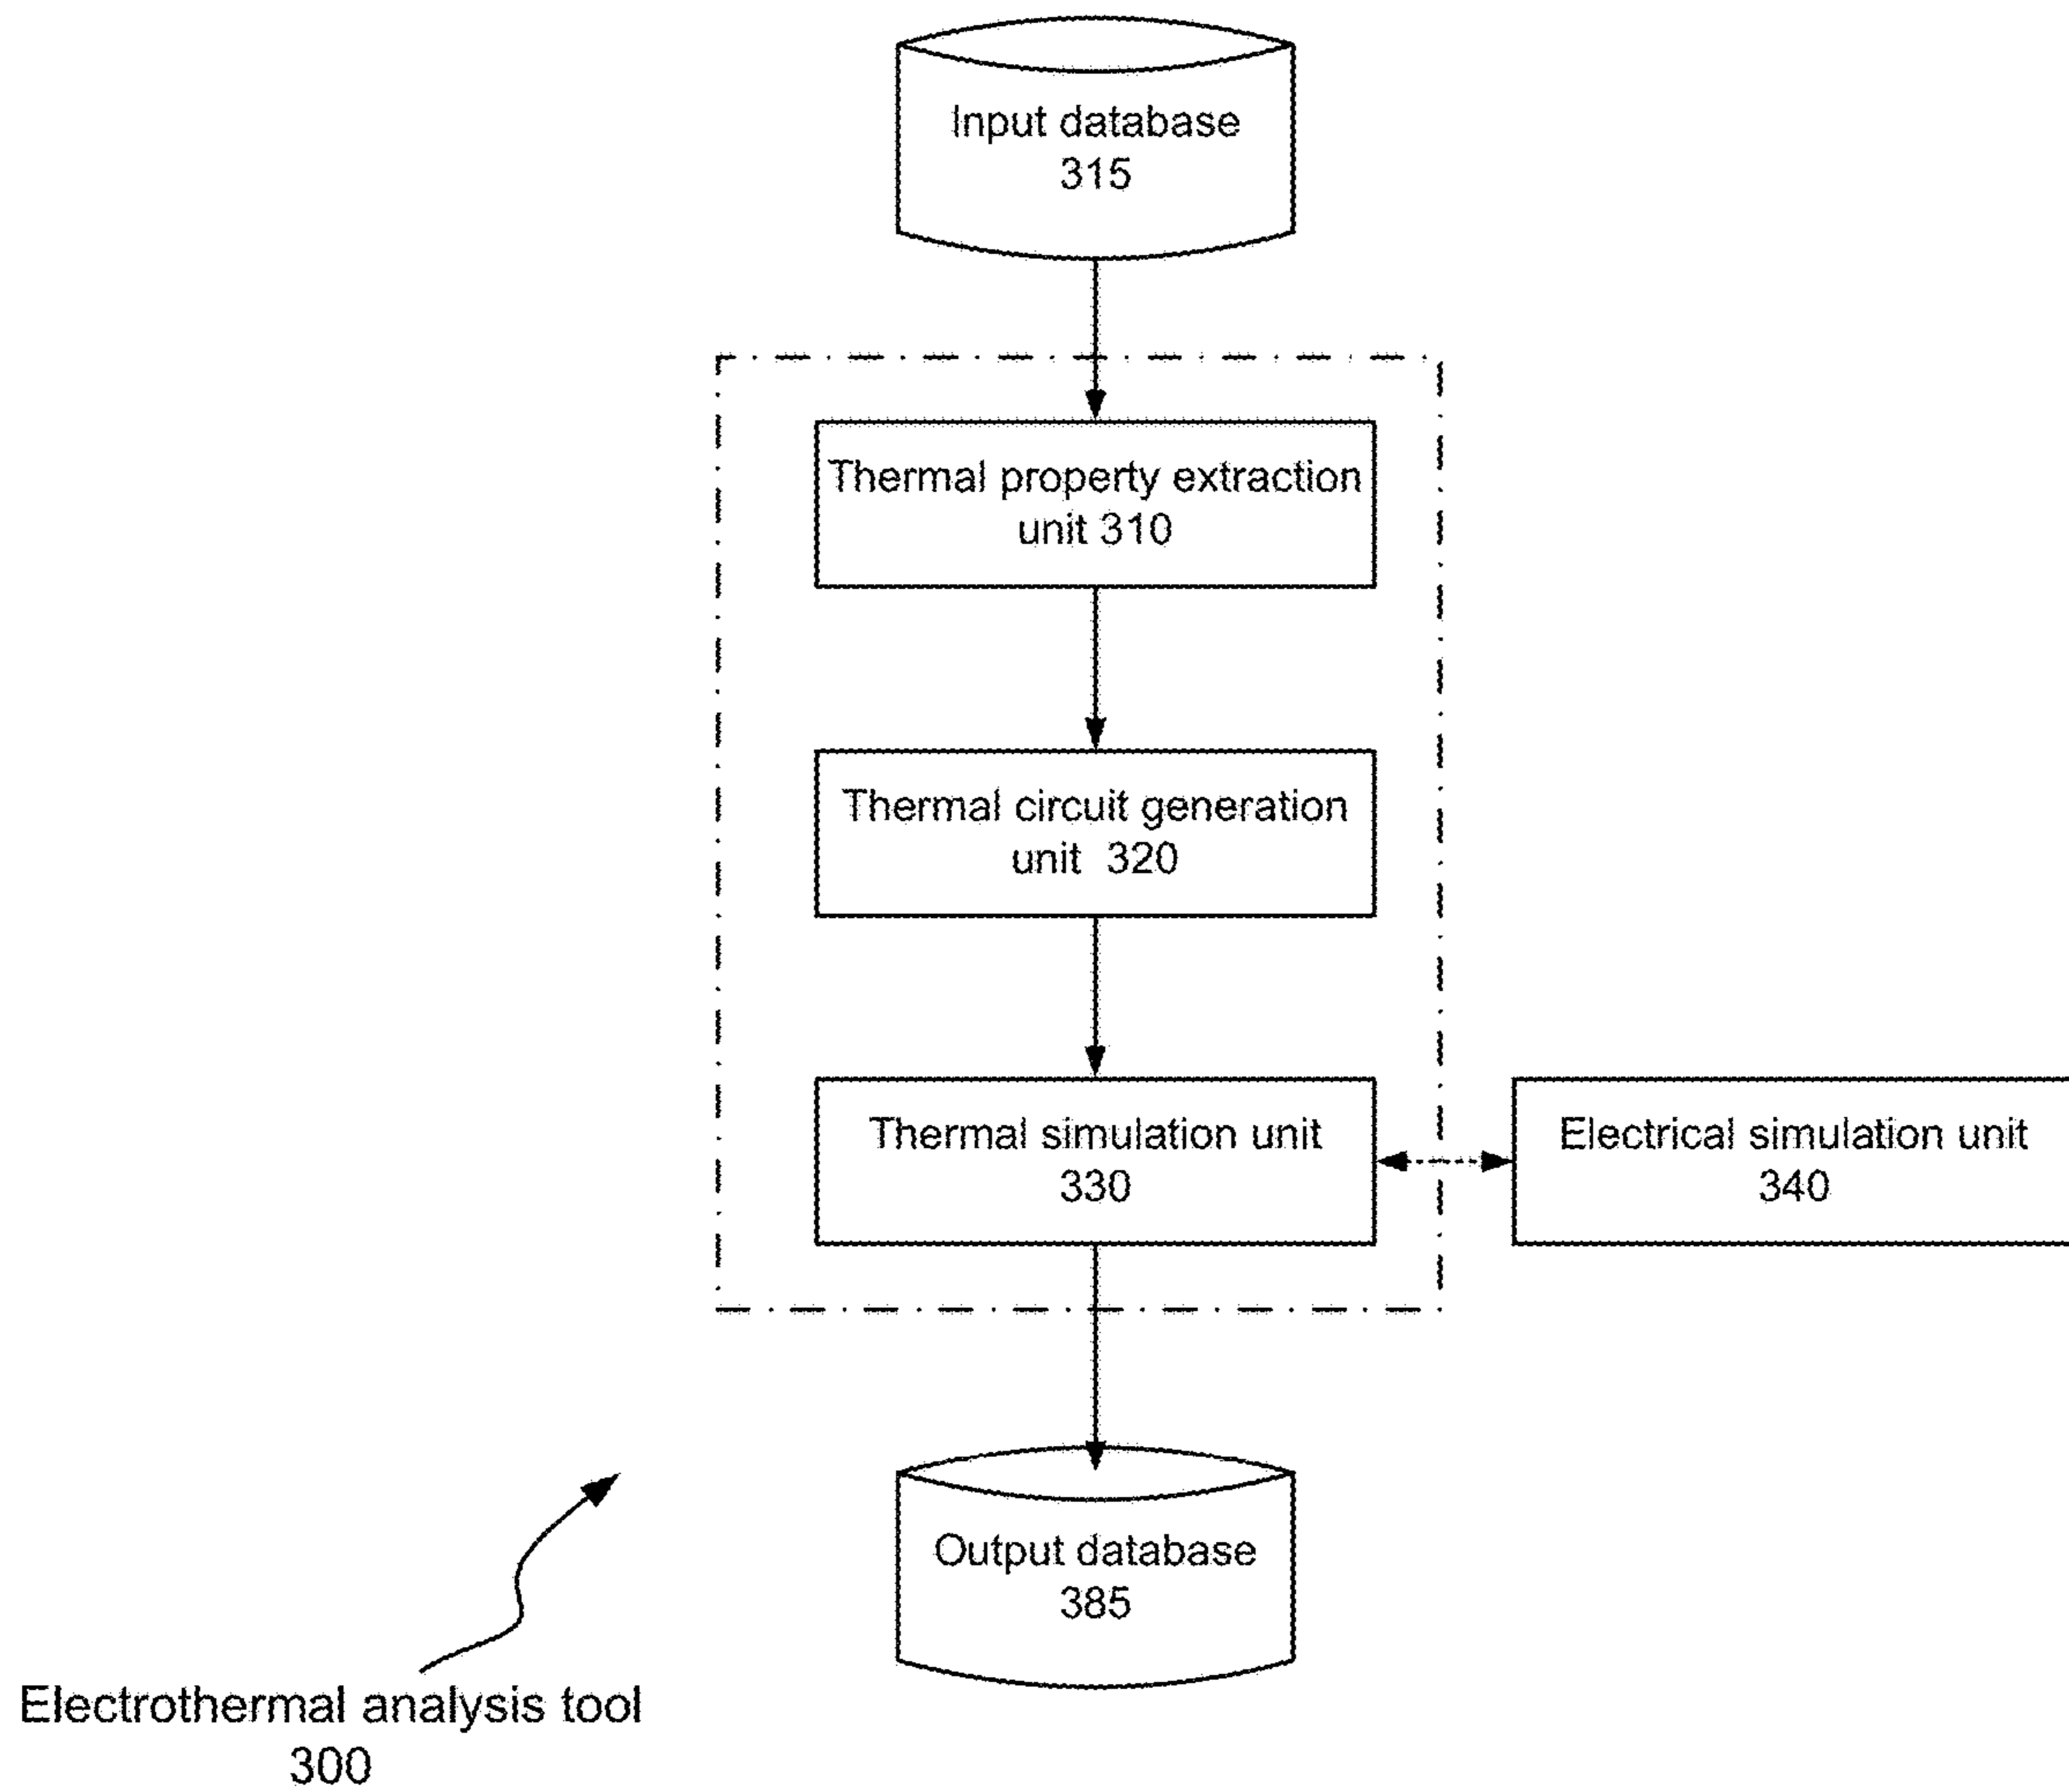 Input database
315
Thermal property extraction
unit 310
Thermal circuit generation
unit 320
Thermal simulation unit
330
Electrical simulation unit
340
Output database
385
Electrothermal analysis tool
300